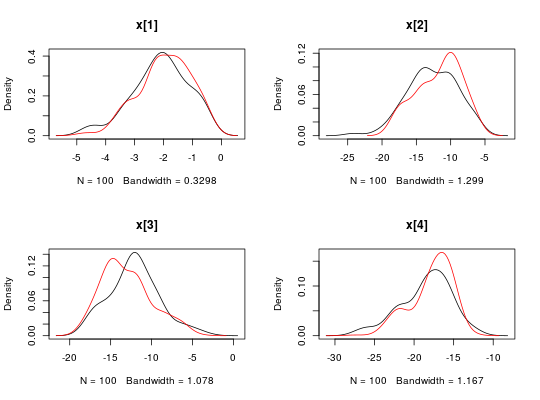 x[1]
Density
0.0 0.2 0.4
-5 -4 -3 -2 -1 0
N = 100 Bandwidth = 0.3298
x[2]
Density
0.00 0.06 0.12
-25 -20 -15 -10 -5
N = 100 Bandwidth = 1.299
x[3]
Density
0.00 0.06 0.12
-20 -15 -10 -5 0
N = 100 Bandwidth = 1.078
x[4]
Density
0.00 0.10
-30 -25 -20 -15 -10
N = 100 Bandwidth = 1.167